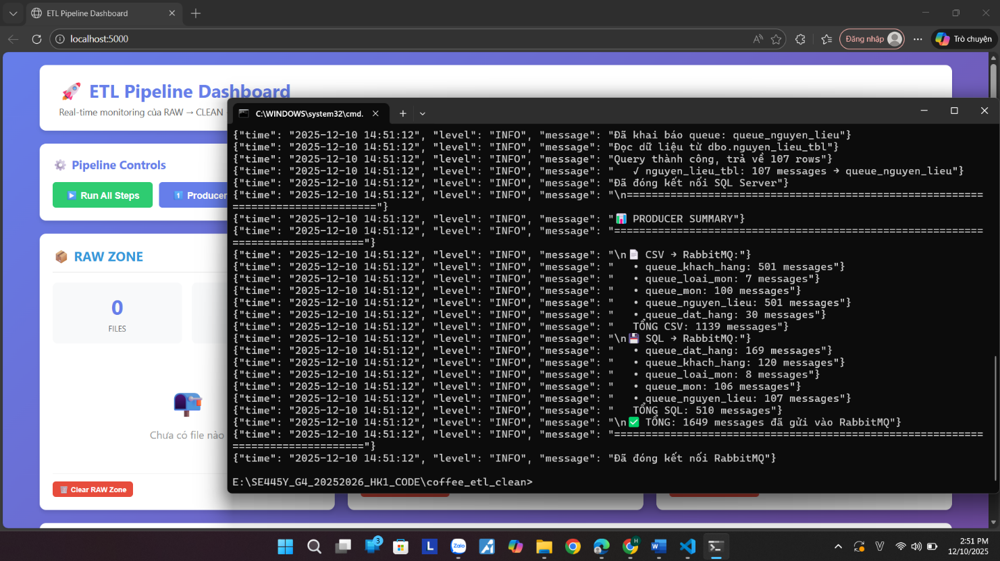 ETL Pipeline Dashboard
localhost:5000
Đăng nhập
Trò chuyện
🚀 ETL Pipeline Dashboard
Real-time monitoring của RAW → CLEAN
⚙️ Pipeline Controls
▶️ Run All Steps
1️⃣ Producer
📦 RAW ZONE
0
FILES
Chưa có file nào
🗑️ Clear RAW Zone
C:\WINDOWS\system32\cmd.
{"time": "2025-12-10 14:51:12", "level": "INFO", "message": "Đã khai báo queue: queue_nguyen_lieu"}
{"time": "2025-12-10 14:51:12", "level": "INFO", "message": "Đọc dữ liệu từ dbo.nguyen_lieu_tbl"}
{"time": "2025-12-10 14:51:12", "level": "INFO", "message": "Query thành công, trả về 107 rows"}
{"time": "2025-12-10 14:51:12", "level": "INFO", "message": "   √ nguyen_lieu_tbl: 107 messages → queue_nguyen_lieu"}
{"time": "2025-12-10 14:51:12", "level": "INFO", "message": "Đã đóng kết nối SQL Server"}
{"time": "2025-12-10 14:51:12", "level": "INFO", "message": "\n=========================================================
======================="}
{"time": "2025-12-10 14:51:12", "level": "INFO", "message": "📊 PRODUCER SUMMARY"}
{"time": "2025-12-10 14:51:12", "level": "INFO", "message": "===========================================================
====================="}
{"time": "2025-12-10 14:51:12", "level": "INFO", "message": "\n📄 CSV → RabbitMQ:"}
{"time": "2025-12-10 14:51:12", "level": "INFO", "message": "   • queue_khach_hang: 501 messages"}
{"time": "2025-12-10 14:51:12", "level": "INFO", "message": "   • queue_loai_mon: 7 messages"}
{"time": "2025-12-10 14:51:12", "level": "INFO", "message": "   • queue_mon: 100 messages"}
{"time": "2025-12-10 14:51:12", "level": "INFO", "message": "   • queue_nguyen_lieu: 501 messages"}
{"time": "2025-12-10 14:51:12", "level": "INFO", "message": "   • queue_dat_hang: 30 messages"}
{"time": "2025-12-10 14:51:12", "level": "INFO", "message": "   TỔNG CSV: 1139 messages"}
{"time": "2025-12-10 14:51:12", "level": "INFO", "message": "\n💾 SQL → RabbitMQ:"}
{"time": "2025-12-10 14:51:12", "level": "INFO", "message": "   • queue_dat_hang: 169 messages"}
{"time": "2025-12-10 14:51:12", "level": "INFO", "message": "   • queue_khach_hang: 120 messages"}
{"time": "2025-12-10 14:51:12", "level": "INFO", "message": "   • queue_loai_mon: 8 messages"}
{"time": "2025-12-10 14:51:12", "level": "INFO", "message": "   • queue_mon: 106 messages"}
{"time": "2025-12-10 14:51:12", "level": "INFO", "message": "   • queue_nguyen_lieu: 107 messages"}
{"time": "2025-12-10 14:51:12", "level": "INFO", "message": "   TỔNG SQL: 510 messages"}
{"time": "2025-12-10 14:51:12", "level": "INFO", "message": "\n✅ TỔNG: 1649 messages đã gửi vào RabbitMQ"}
{"time": "2025-12-10 14:51:12", "level": "INFO", "message": "===========================================================
====================="}
{"time": "2025-12-10 14:51:12", "level": "INFO", "message": "Đã đóng kết nối RabbitMQ"}
E:\SE445Y_G4_20252026_HK1_CODE\coffee_etl_clean>
3
L
Zalo
H
2:51 PM
12/10/2025